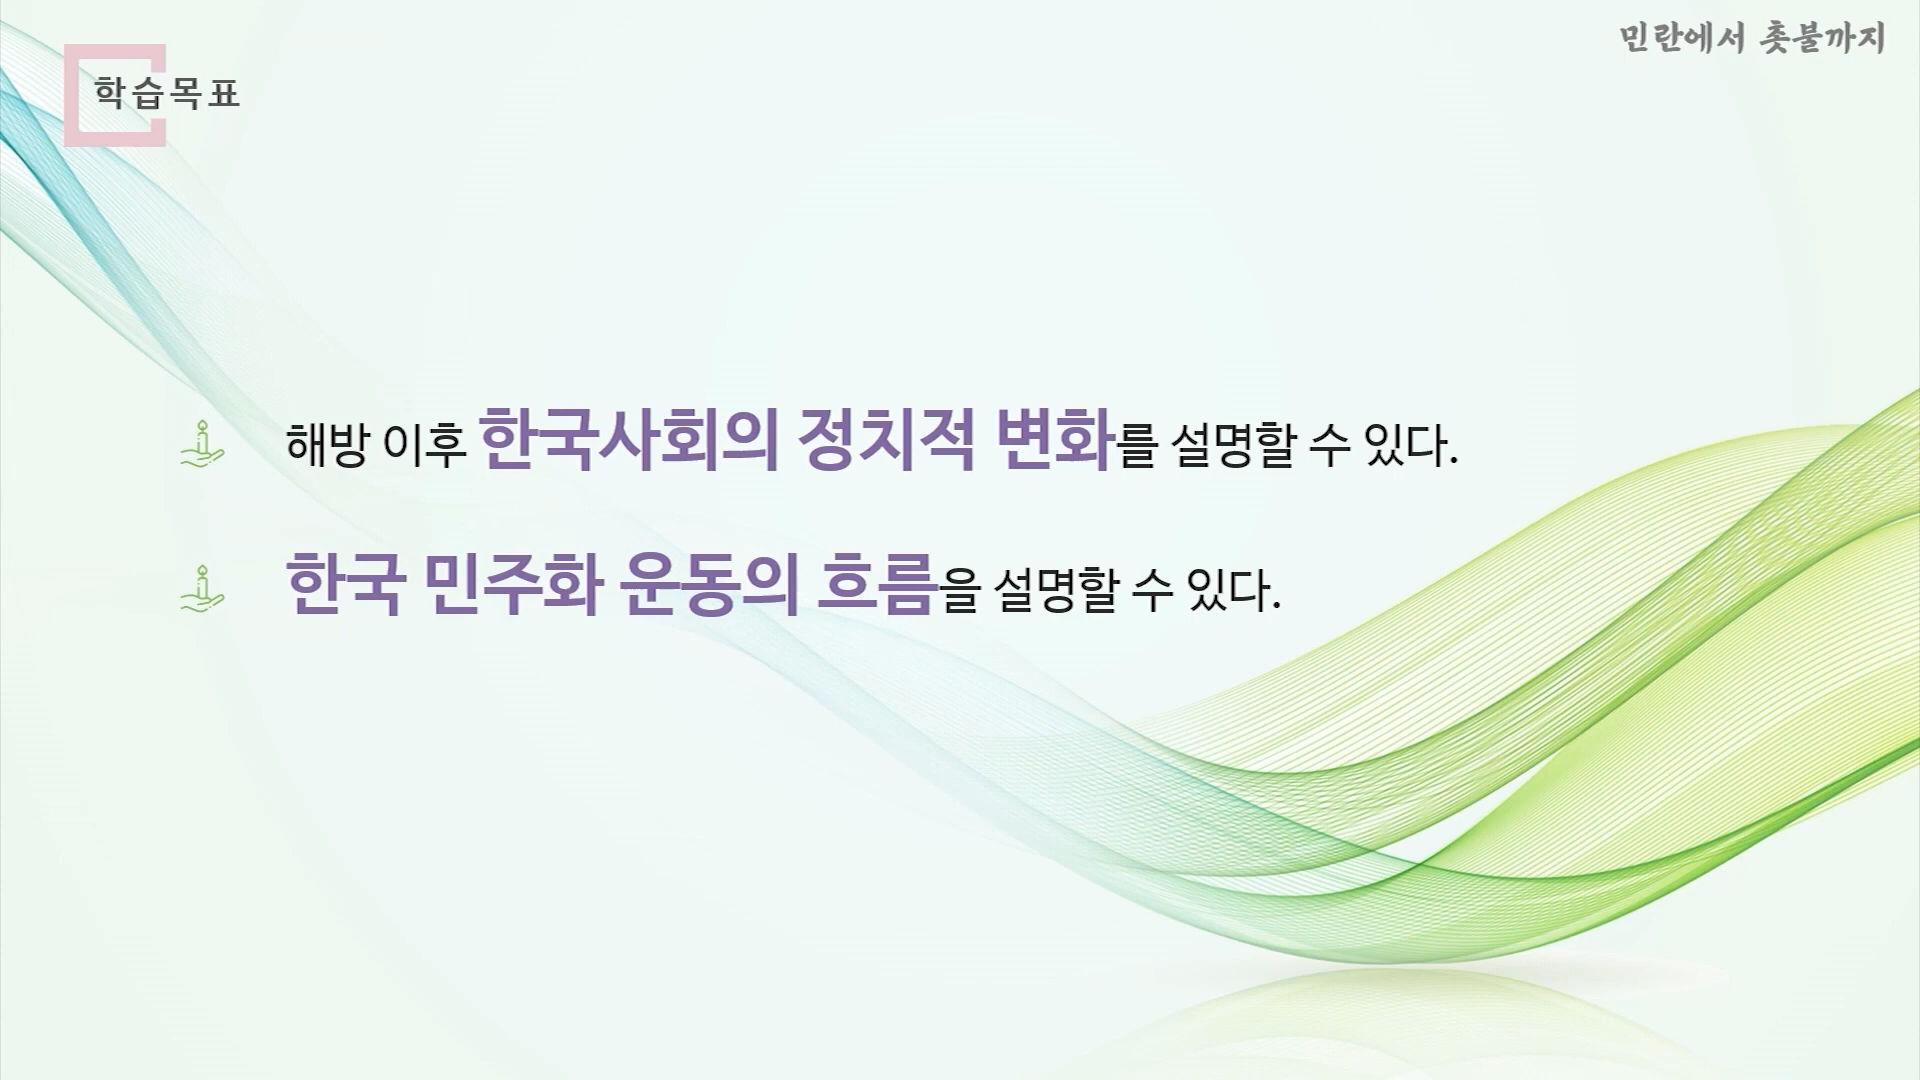 민란에서 촛불까지
학습목표
해방 이후 한국사회의 정치적 변화를 설명할 수 있다.
한국 민주화 운동의 흐름을 설명할 수 있다.